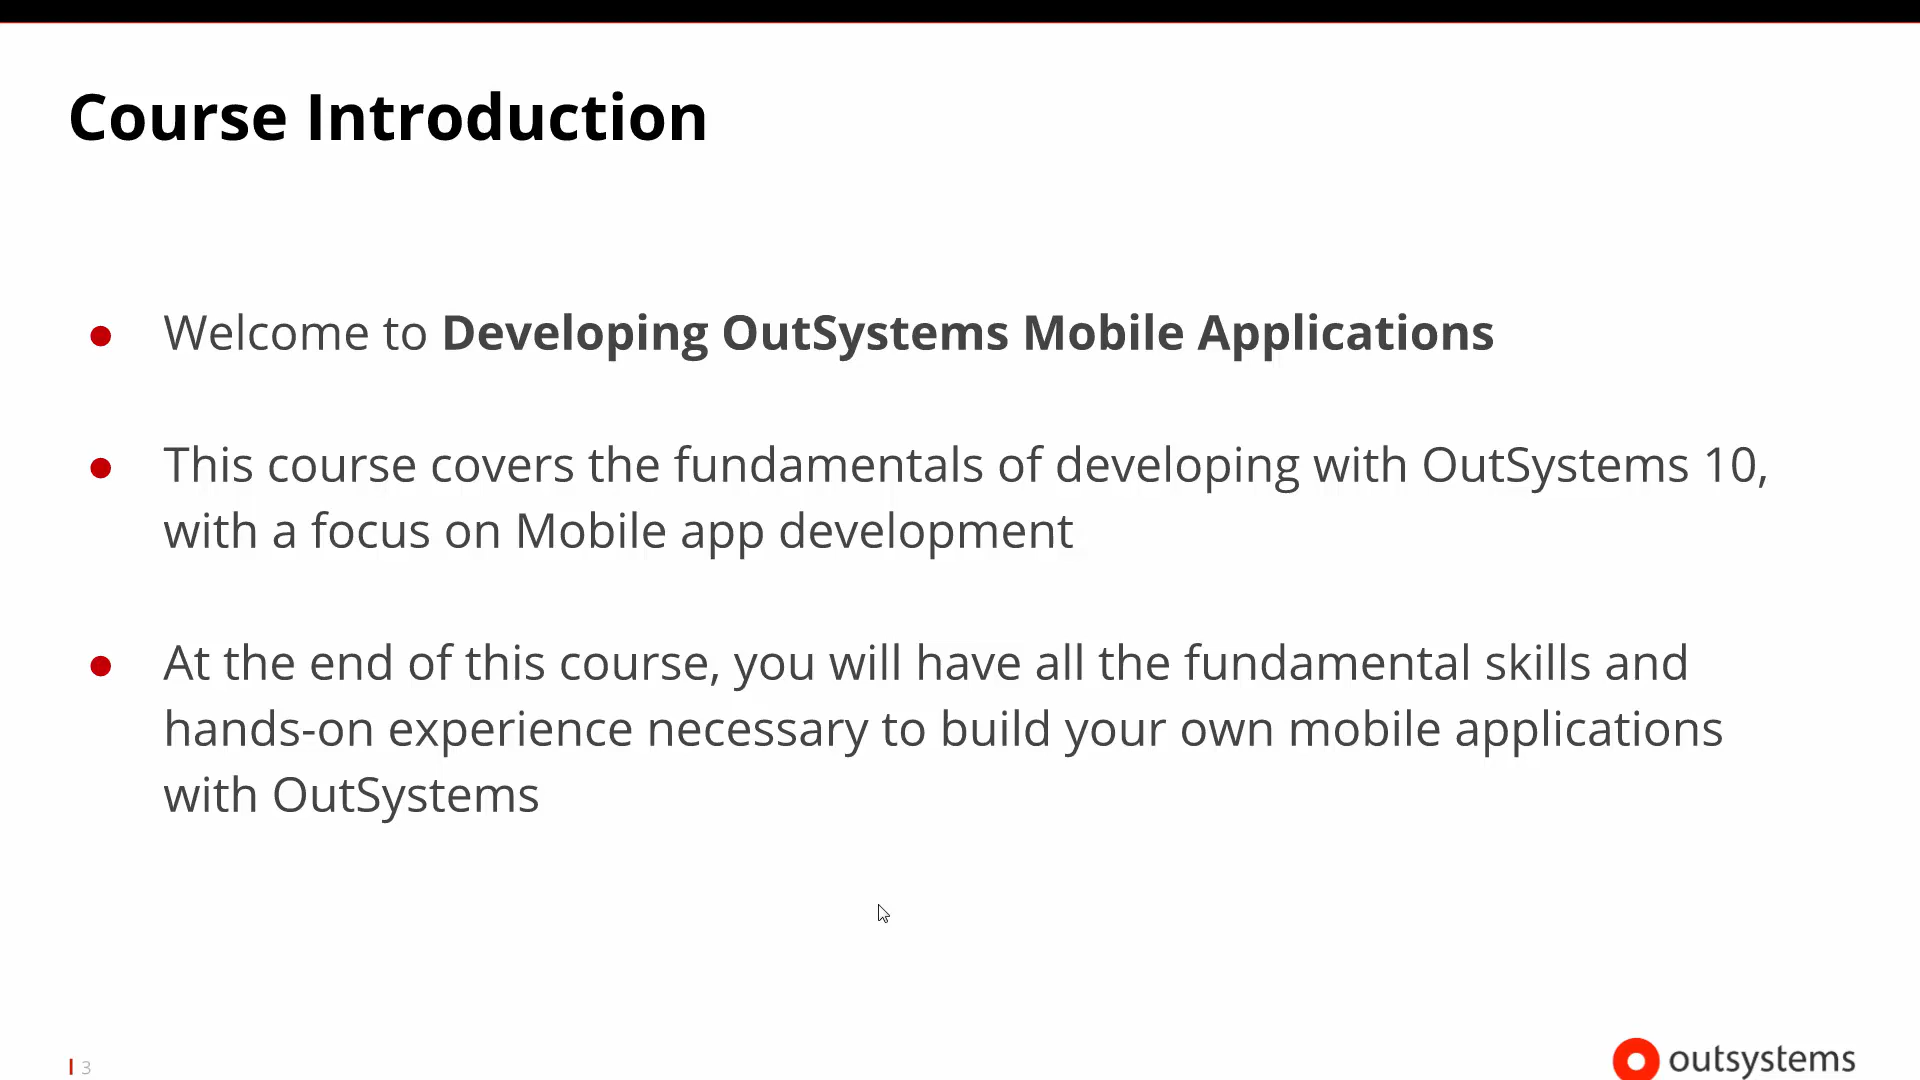 Course Introduction
● Welcome to Developing OutSystems Mobile Applications
● This course covers the fundamentals of developing with OutSystems 10,
with a focus on Mobile app development
● At the end of this course, you will have all the fundamental skills and
hands-on experience necessary to build your own mobile applications
with OutSystems
3
outsystems